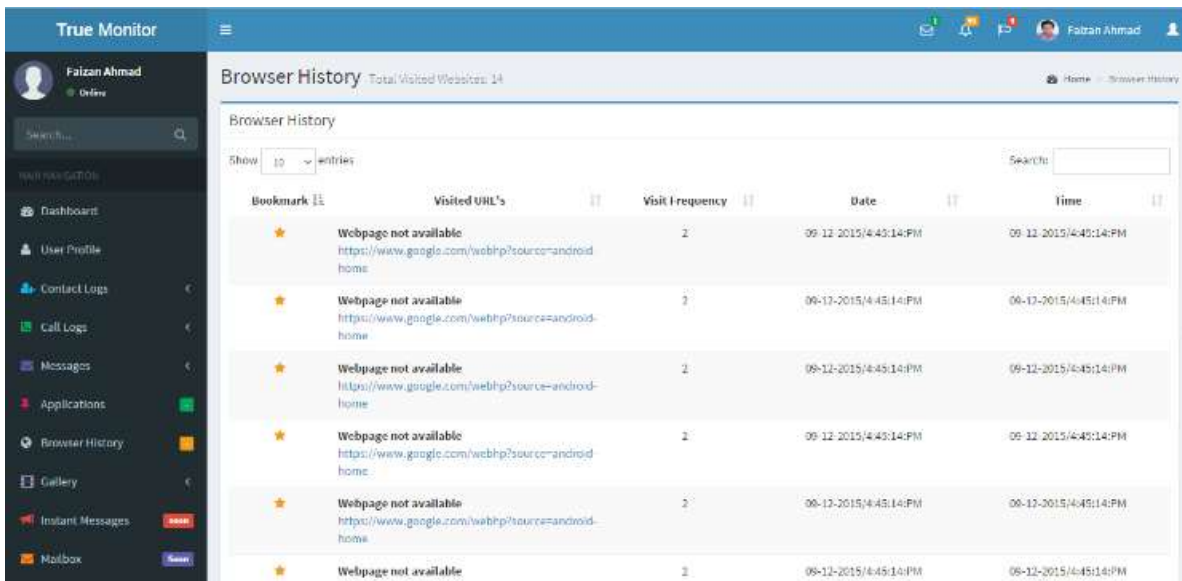 True Monitor
Faizan Ahmad
Faizan Ahmad
Online
Browser History Total Visited Websites: 14
Home Browser History
Search...
Browser History
Show 10 entries
Search:
MAIN NAVIGATION
Bookmark Visited URL's Visit Frequency Date Time
Dashboard
User Profile
Contact Logs
Call Logs
Messages
Applications
Browser History
Gallery
Instant Messages soon
Mailbox Soon
Webpage not available 2 09-12-2015/4:45:14:PM 09-12-2015/4:45:14:PM
https://www.google.com/webhp?source=android-
home
Webpage not available 2 09-12-2015/4:45:14:PM 09-12-2015/4:45:14:PM
https://www.google.com/webhp?source=android-
home
Webpage not available 2 09-12-2015/4:45:14:PM 09-12-2015/4:45:14:PM
https://www.google.com/webhp?source=android-
home
Webpage not available 2 09-12-2015/4:45:14:PM 09-12-2015/4:45:14:PM
https://www.google.com/webhp?source=android-
home
Webpage not available 2 09-12-2015/4:45:14:PM 09-12-2015/4:45:14:PM
https://www.google.com/webhp?source=android-
home
Webpage not available 2 09-12-2015/4:45:14:PM 09-12-2015/4:45:14:PM